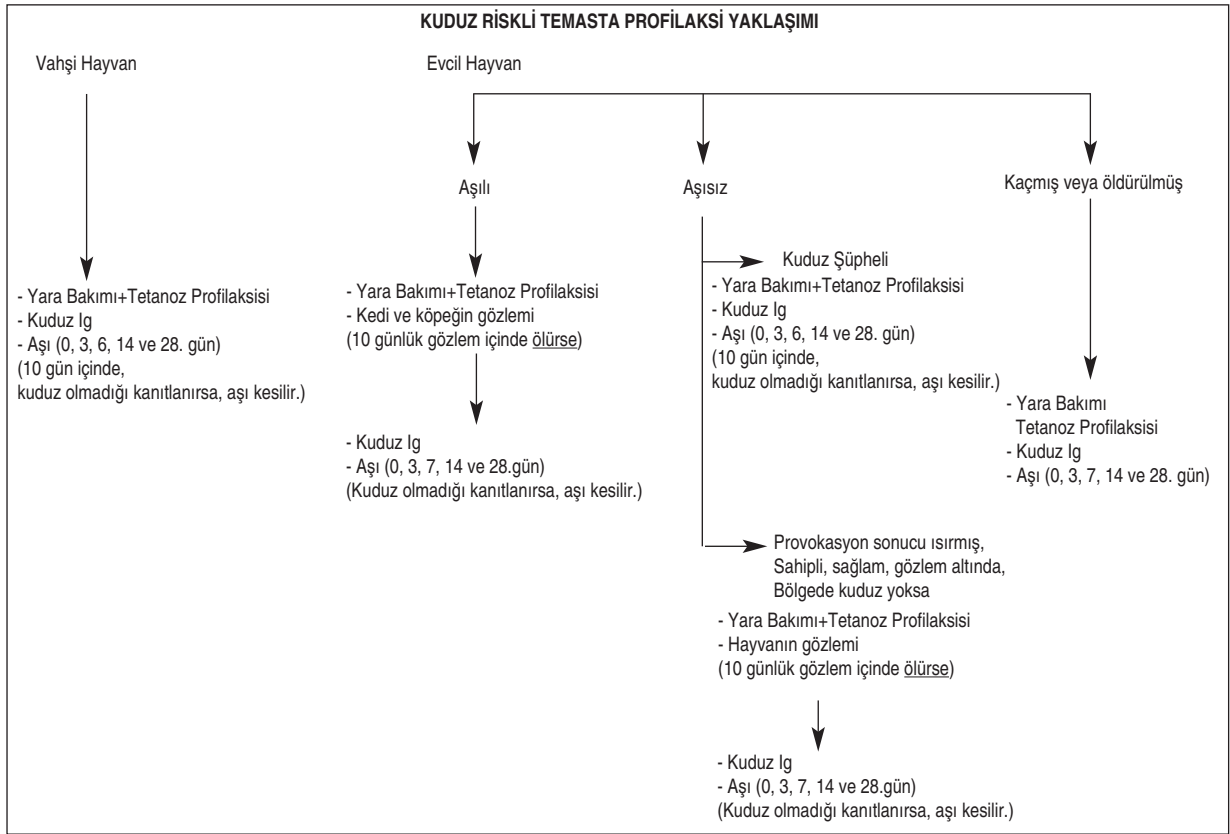 KUDUZ RİSKLİ TEMASTA PROFİLAKSİ YAKLAŞIMI
Vahşi Hayvan
- Yara Bakımı+Tetanoz Profilaksisi
- Kuduz Ig
- Aşı (0, 3, 6, 14 ve 28. gün)
(10 gün içinde,
kuduz olmadığı kanıtlanırsa, aşı kesilir.)
Evcil Hayvan
Aşılı
- Yara Bakımı+Tetanoz Profilaksisi
- Kedi ve köpeğin gözlemi
(10 günlük gözlem içinde ölürse)
- Kuduz Ig
- Aşı (0, 3, 7, 14 ve 28.gün)
(Kuduz olmadığı kanıtlanırsa, aşı kesilir.)
Aşısız
Kuduz Şüpheli
- Yara Bakımı+Tetanoz Profilaksisi
- Kuduz Ig
- Aşı (0, 3, 6, 14 ve 28. gün)
(10 gün içinde,
kuduz olmadığı kanıtlanırsa, aşı kesilir.)
Provokasyon sonucu ısırmış,
Sahipli, sağlam, gözlem altında,
Bölgede kuduz yoksa
- Yara Bakımı+Tetanoz Profilaksisi
- Hayvanın gözlemi
(10 günlük gözlem içinde ölürse)
- Kuduz Ig
- Aşı (0, 3, 7, 14 ve 28.gün)
(Kuduz olmadığı kanıtlanırsa, aşı kesilir.)
Kaçmış veya öldürülmüş
- Yara Bakımı
Tetanoz Profilaksisi
- Kuduz Ig
- Aşı (0, 3, 7, 14 ve 28. gün)